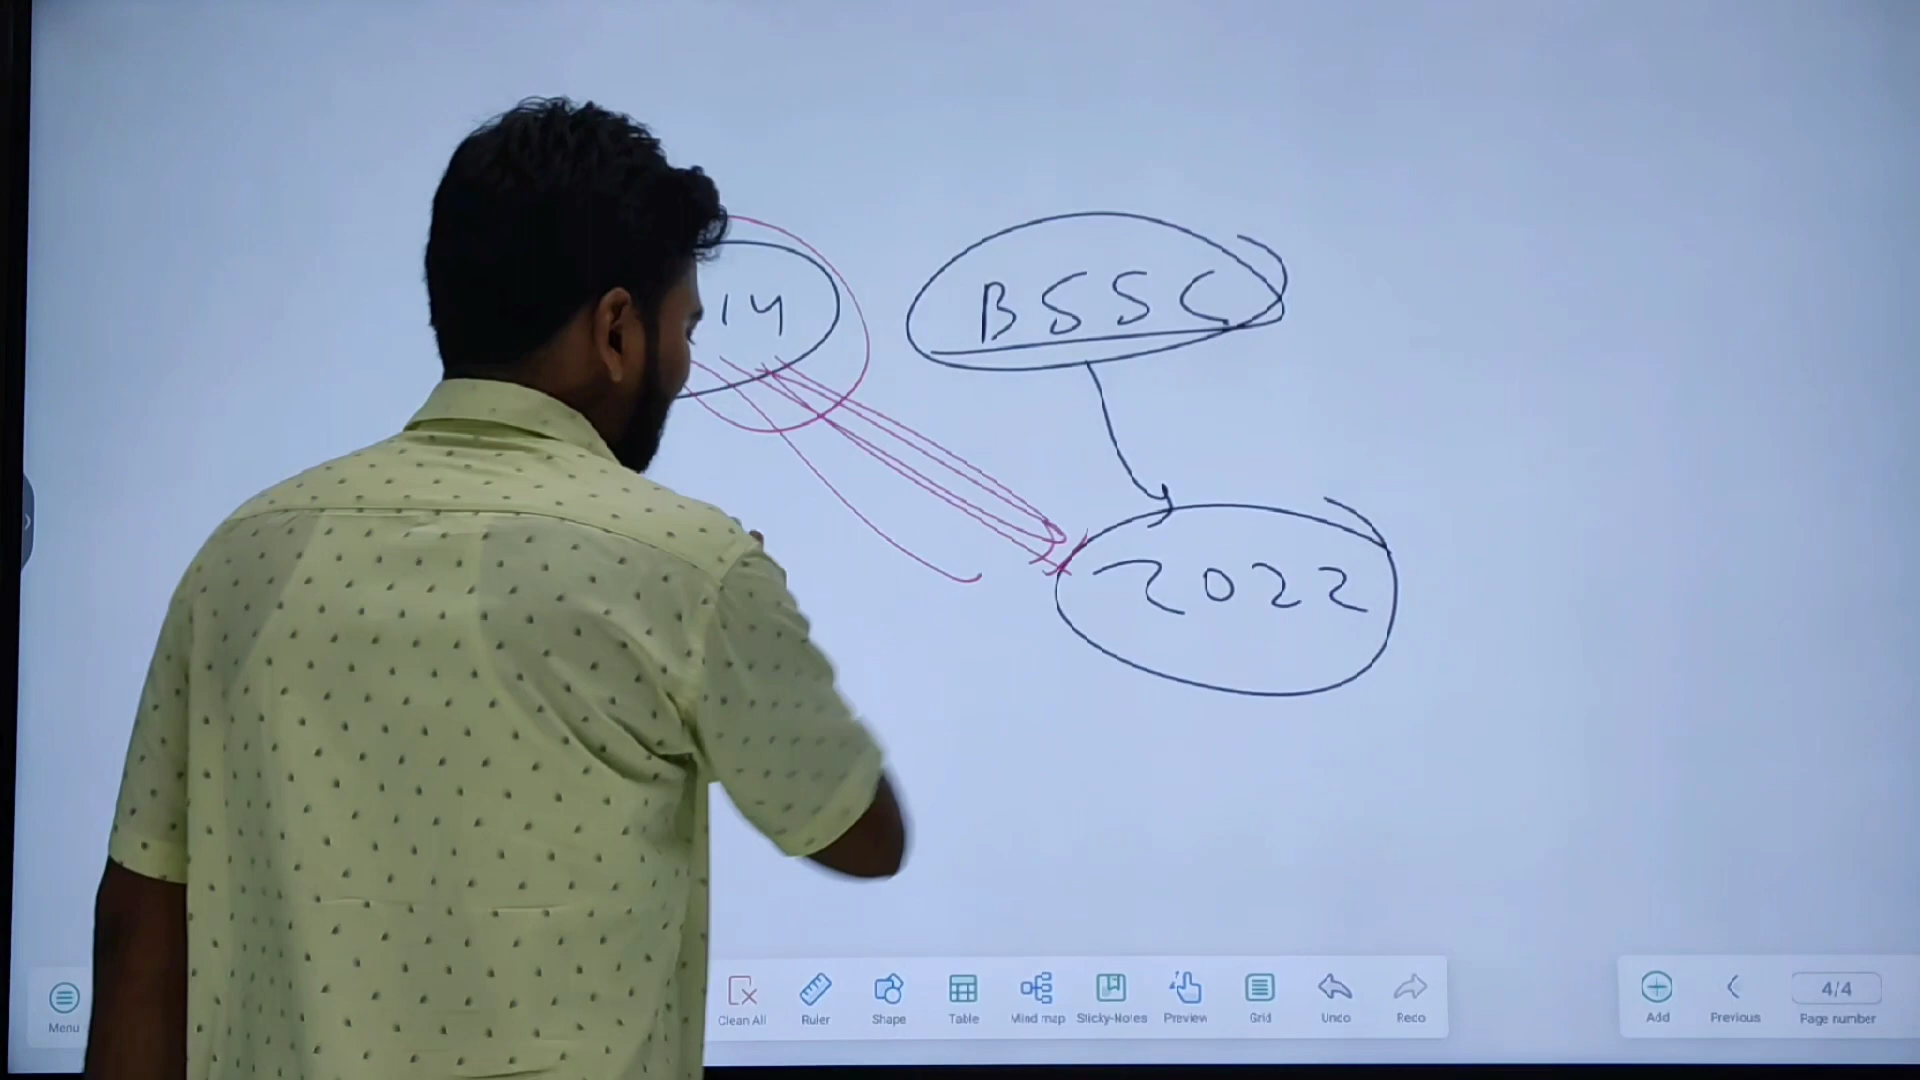 14
BSSC
2022
Menu
Clean All
Ruler
Shape
Table
Mind map
Sticky-Notes
Preview
Grid
Undo
Redo
Add
Previous
4/4
Page number